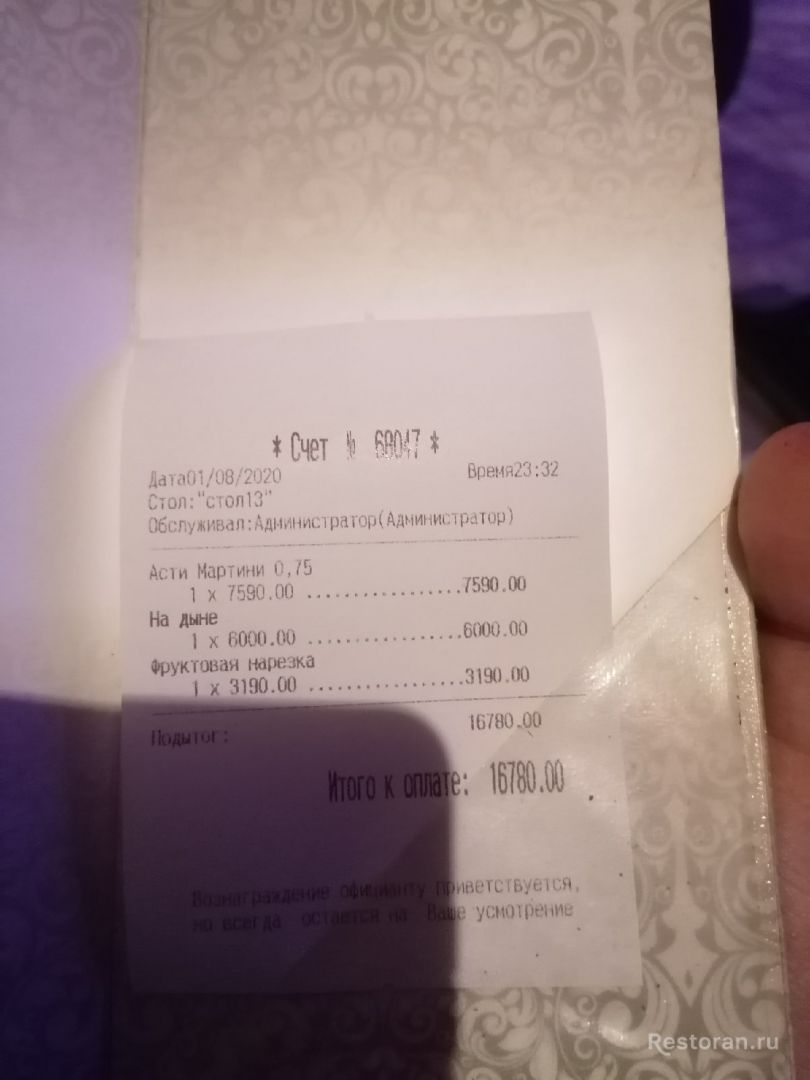 * Счет № 68047 *
Дата01/08/2020 Время23:32
Стол:"стол13"
Обслуживал:Администратор(Администратор)
Асти Мартини 0,75
1 x 7590.00 .................7590.00
На дыне
1 x 6000.00 .................6000.00
Фруктовая нарезка
1 x 3190.00 .................3190.00
Подытог: 16780.00
Итого к оплате: 16780.00
Вознаграждение официанту приветствуется,
но всегда остается на Ваше усмотрение
Restoran.ru